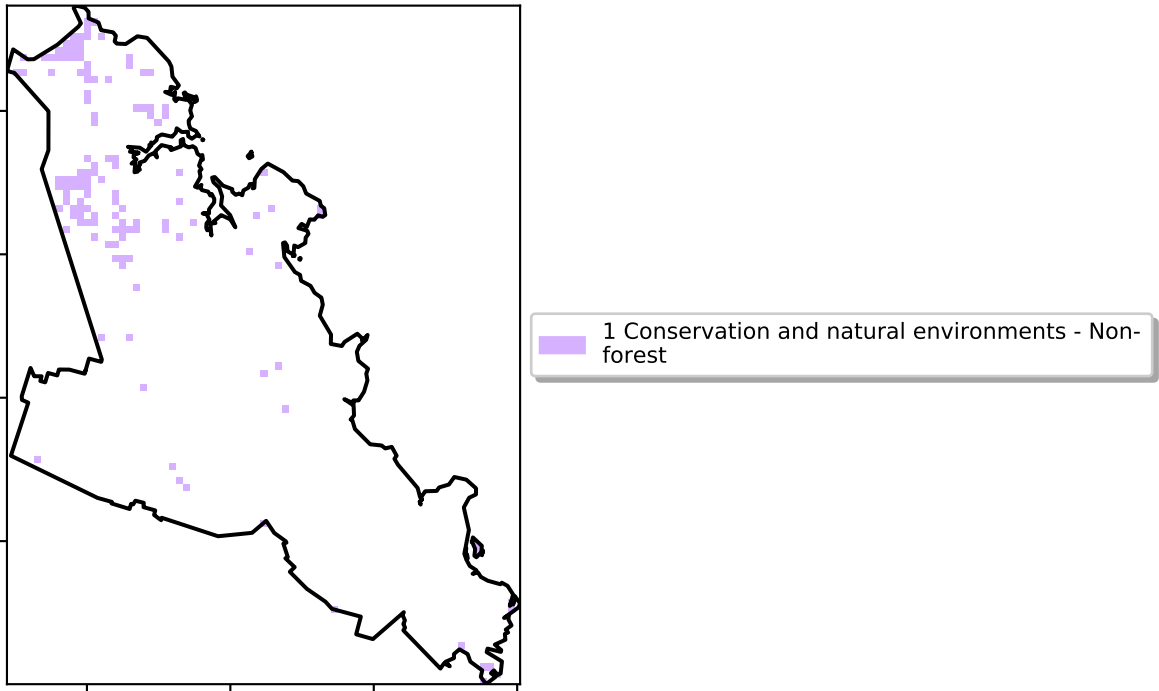 1 Conservation and natural environments - Non-
forest